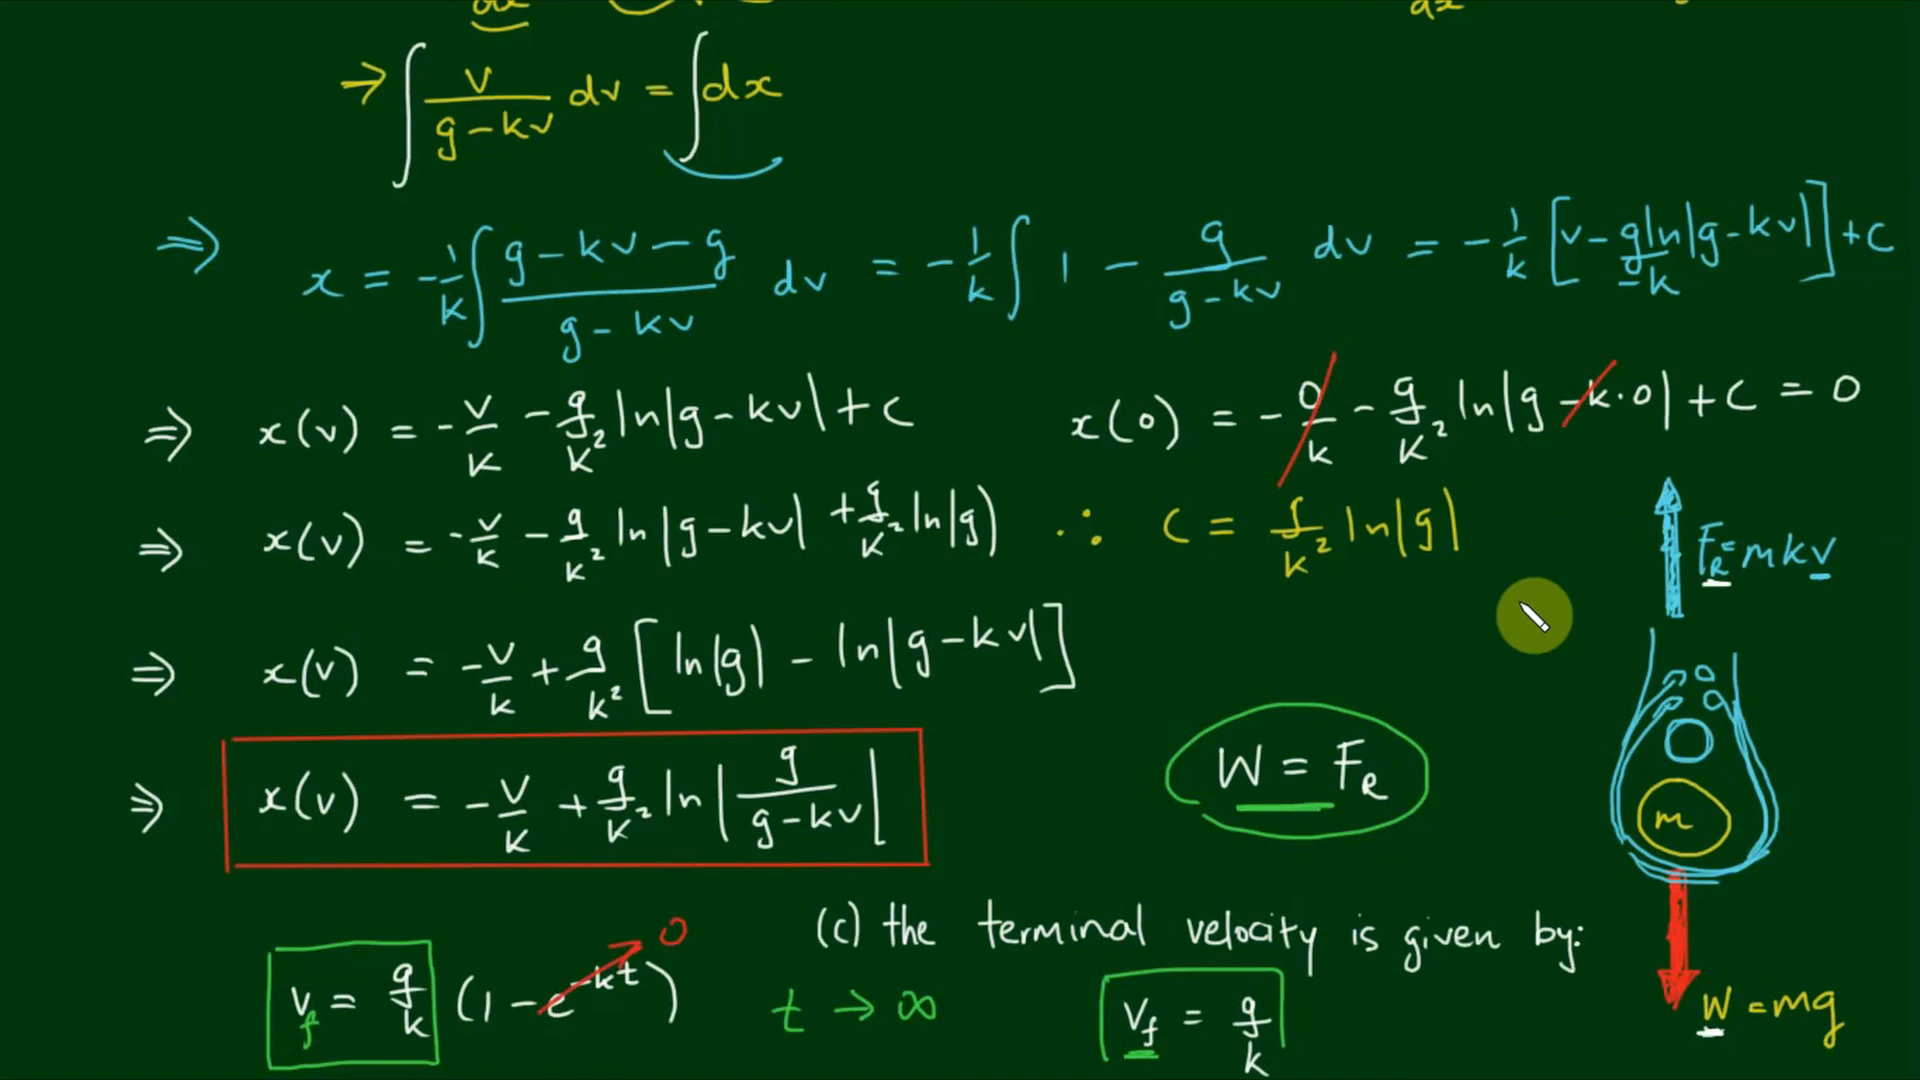 → ∫ v/(g-kv) dv = ∫ dx
⇒ x = -1/k ∫ (g-kv-g)/(g-kv) dv = -1/k ∫ 1 - g/(g-kv) dv = -1/k [v - g/-k ln|g-kv|] + c
⇒ x(v) = -v/k - g/k² ln|g-kv| + c
x(0) = -0/k - g/k² ln|g-k·0| + c = 0
⇒ x(v) = -v/k - g/k² ln|g-kv| + g/k² ln|g|
∴ c = g/k² ln|g|
F_R = mkv
⇒ x(v) = -v/k + g/k² [ln|g| - ln|g-kv|]
⇒ x(v) = -v/k + g/k² ln|g/(g-kv)|
W = F_R
m
(c) the terminal velocity is given by:
v_f = g/k (1-e^-kt) 0
t → ∞
v_f = g/k
W = mg